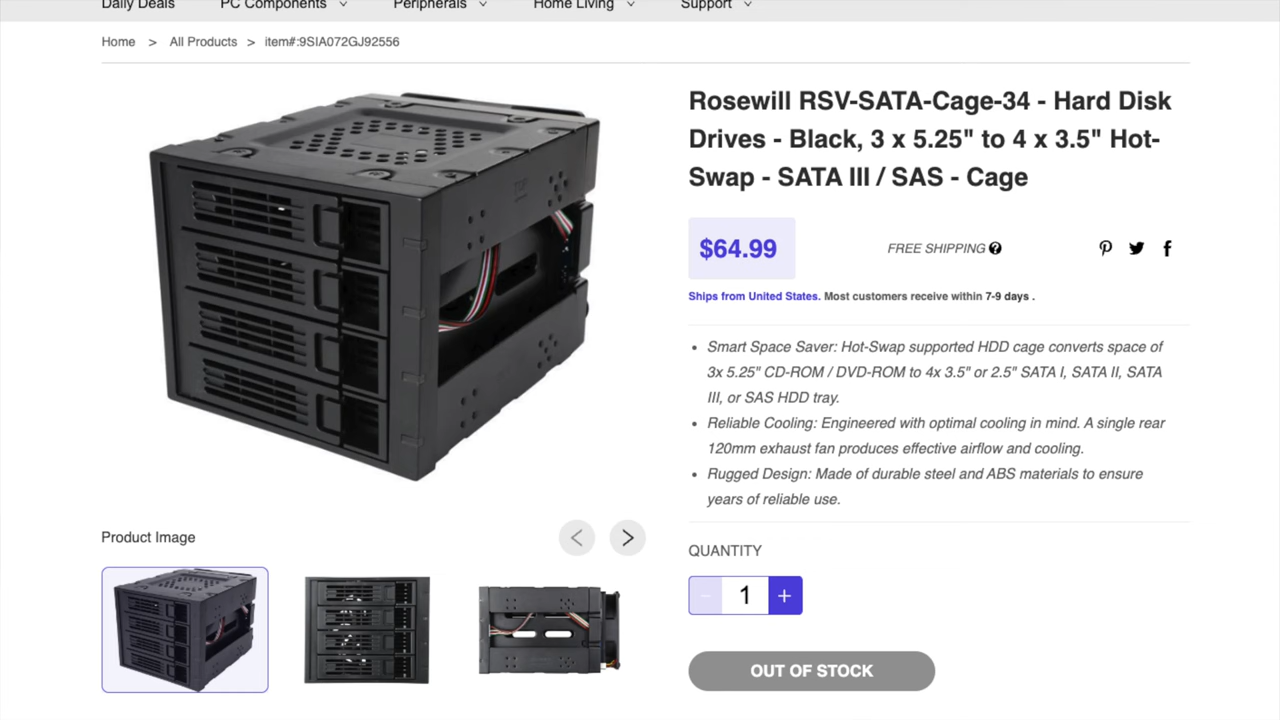 Daily Deals PC Components Peripherals Home Living Support
Home > All Products > item#:9SIA072GJ92556
Rosewill RSV-SATA-Cage-34 - Hard Disk
Drives - Black, 3 x 5.25" to 4 x 3.5" Hot-
Swap - SATA III / SAS - Cage
$64.99
FREE SHIPPING
Ships from United States. Most customers receive within 7-9 days .
Smart Space Saver: Hot-Swap supported HDD cage converts space of
3x 5.25" CD-ROM / DVD-ROM to 4x 3.5" or 2.5" SATA I, SATA II, SATA
III, or SAS HDD tray.
Reliable Cooling: Engineered with optimal cooling in mind. A single rear
120mm exhaust fan produces effective airflow and cooling.
Rugged Design: Made of durable steel and ABS materials to ensure
years of reliable use.
Product Image
QUANTITY
- 1 +
OUT OF STOCK